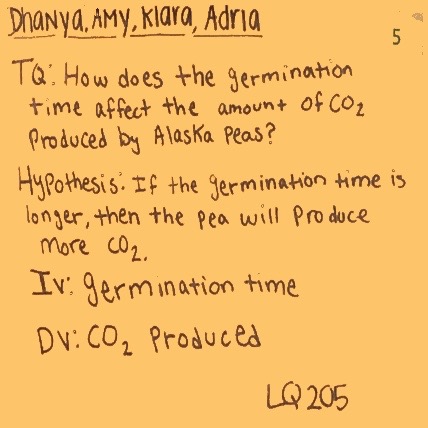 Dhanya, Amy, Klara, Adria
5
TQ: How does the germination
time affect the amount of CO₂
Produced by Alaska Peas?
Hypothesis: If the germination time is
longer, then the pea will Produce
More CO₂.
IV: germination time
DV: CO₂ Produced
LQ 205